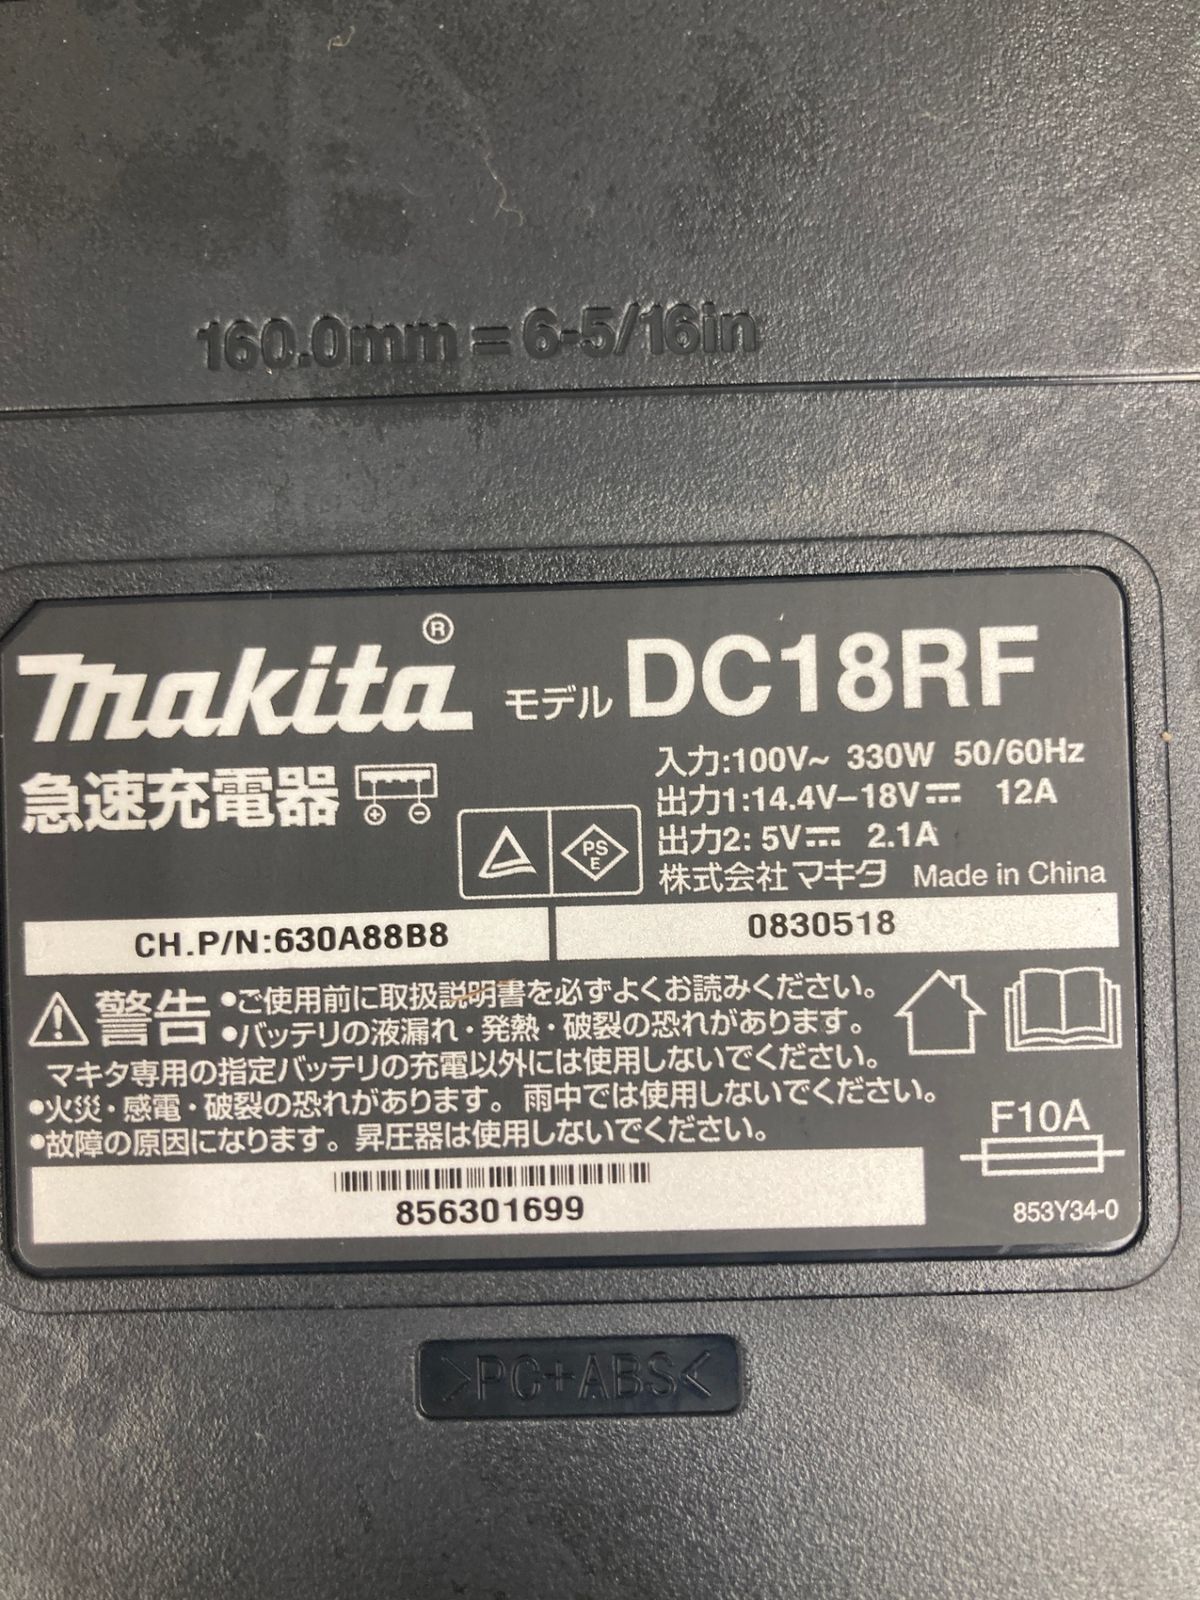 160.0mm = 6-5/16in
makita® モデル DC18RF
急速充電器
入力:100V~ 330W 50/60Hz
出力1:14.4V–18V⎓ 12A
出力2: 5V⎓ 2.1A
PS
E
株式会社マキタ Made in China
CH.P/N:630A88B8
0830518
⚠警告 •ご使用前に取扱説明書を必ずよくお読みください。
•バッテリの液漏れ・発熱・破裂の恐れがあります。
マキタ専用の指定バッテリの充電以外には使用しないでください。
•火災・感電・破裂の恐れがあります。雨中では使用しないでください。
•故障の原因になります。昇圧器は使用しないでください。
F10A
856301699
853Y34-0
>PC+ABS<